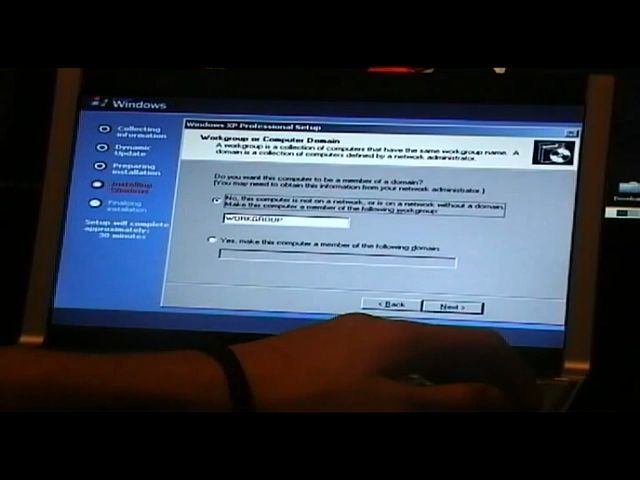 Windows
Collecting
information
Dynamic
Update
Preparing
installation
Installing
Windows
Finalizing
installation
Setup will complete
approximately:
38 minutes
Windows XP Professional Setup
Workgroup or Computer Domain
A workgroup is a collection of computers that have the same workgroup name. A
domain is a collection of computers defined by a network administrator.
Do you want this computer to be a member of a domain?
(You may need to obtain this information from your network administrator.)
No, this computer is not on a network, or is on a network without a domain.
Make this computer a member of the following workgroup:
WORKGROUP
Yes, make this computer a member of the following domain:
< Back
Next >